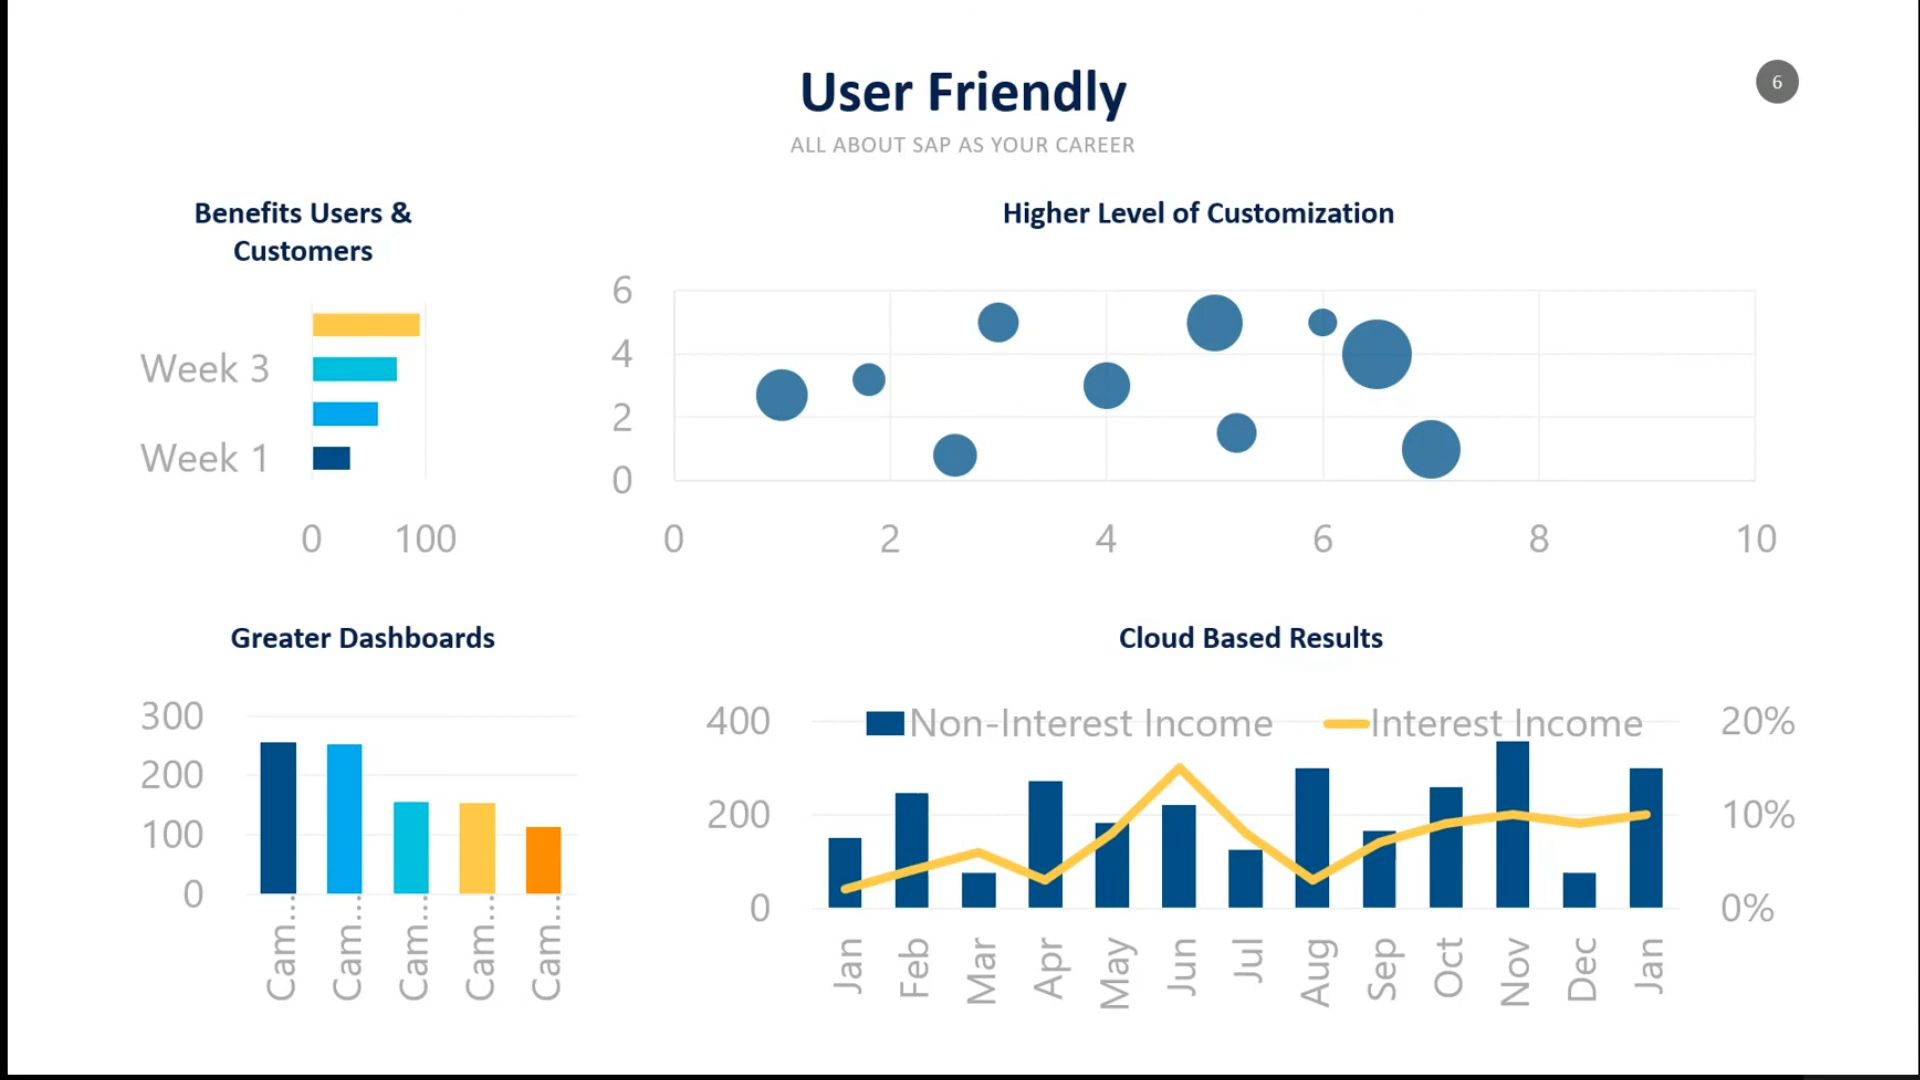 User Friendly
6
ALL ABOUT SAP AS YOUR CAREER
Benefits Users &
Customers
Week 3
Week 1
0 100
Higher Level of Customization
6
4
2
0
0 2 4 6 8 10
Greater Dashboards
300
200
100
0
Cam... Cam... Cam... Cam... Cam...
Cloud Based Results
Non-Interest Income Interest Income
400
200
0
20%
10%
0%
Jan Feb Mar Apr May Jun Jul Aug Sep Oct Nov Dec Jan